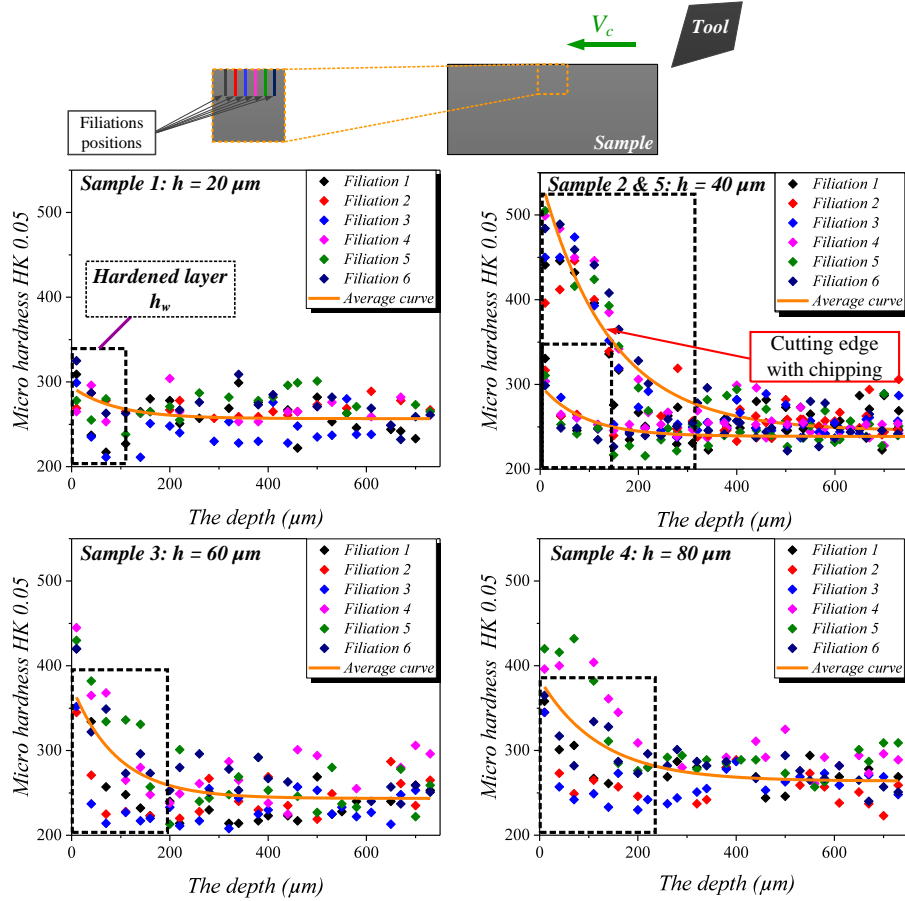 V_c
Tool
Filiations
positions
Sample
Sample 1: h = 20 µm
Filiation 1
Filiation 2
Filiation 3
Filiation 4
Filiation 5
Filiation 6
Average curve
Hardened layer
h_w
Micro hardness HK 0.05
500
400
300
200
0 200 400 600
The depth (µm)
Sample 2 & 5: h = 40 µm
Filiation 1
Filiation 2
Filiation 3
Filiation 4
Filiation 5
Filiation 6
Average curve
Cutting edge
with chipping
Micro hardness HK 0.05
500
400
300
200
0 200 400 600
The depth (µm)
Sample 3: h = 60 µm
Filiation 1
Filiation 2
Filiation 3
Filiation 4
Filiation 5
Filiation 6
Average curve
Micro hardness HK 0.05
500
400
300
200
0 200 400 600
The depth (µm)
Sample 4: h = 80 µm
Filiation 1
Filiation 2
Filiation 3
Filiation 4
Filiation 5
Filiation 6
Average curve
Micro hardness HK 0.05
500
400
300
200
0 200 400 600
The depth (µm)